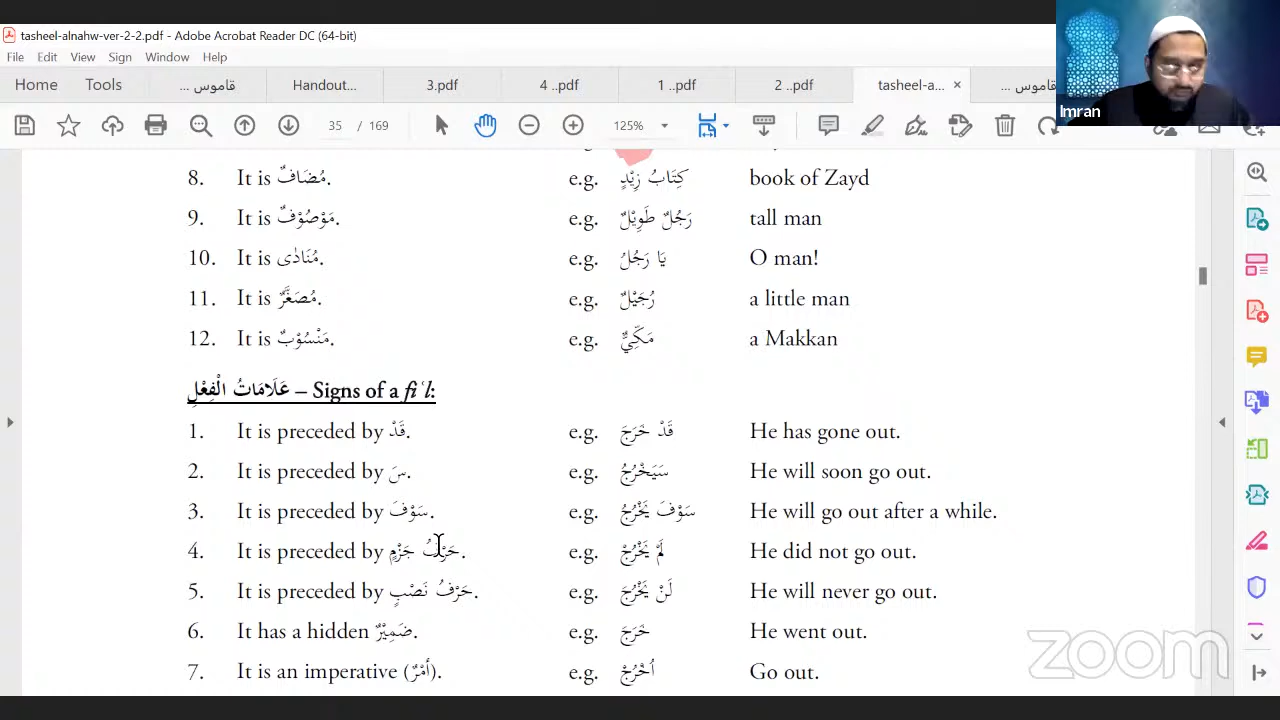 tasheel-alnahw-ver-2-2.pdf - Adobe Acrobat Reader DC (64-bit)
File Edit View Sign Window Help
Home Tools قاموس ... Handout... 3.pdf 4 ..pdf 1 ..pdf 2 ..pdf tasheel-a... × قاموس ...
Imran
35 / 169 125%
8. It is مُضَافٌ. e.g. كِتَابُ زَيْدٍ book of Zayd
9. It is مَوْصُوْفٌ. e.g. رَجُلٌ طَوِيْلٌ tall man
10. It is مُنَادٰى. e.g. يَا رَجُلُ O man!
11. It is مُصَغَّرٌ. e.g. رُجَيْلٌ a little man
12. It is مَنْسُوْبٌ. e.g. مَكِّيٌّ a Makkan
عَلَامَاتُ الْفِعْلِ – Signs of a fi ʿl:
1. It is preceded by قَدْ. e.g. قَدْ خَرَجَ He has gone out.
2. It is preceded by سَ. e.g. سَيَخْرُجُ He will soon go out.
3. It is preceded by سَوْفَ. e.g. سَوْفَ يَخْرُجُ He will go out after a while.
4. It is preceded by حَرْفُ جَزْمٍ. e.g. لَمْ يَخْرُجْ He did not go out.
5. It is preceded by حَرْفُ نَصْبٍ. e.g. لَنْ يَخْرُجَ He will never go out.
6. It has a hidden ضَمِيْرٌ. e.g. خَرَجَ He went out.
7. It is an imperative (أَمْرٌ). e.g. اُخْرُجْ Go out.
zoom